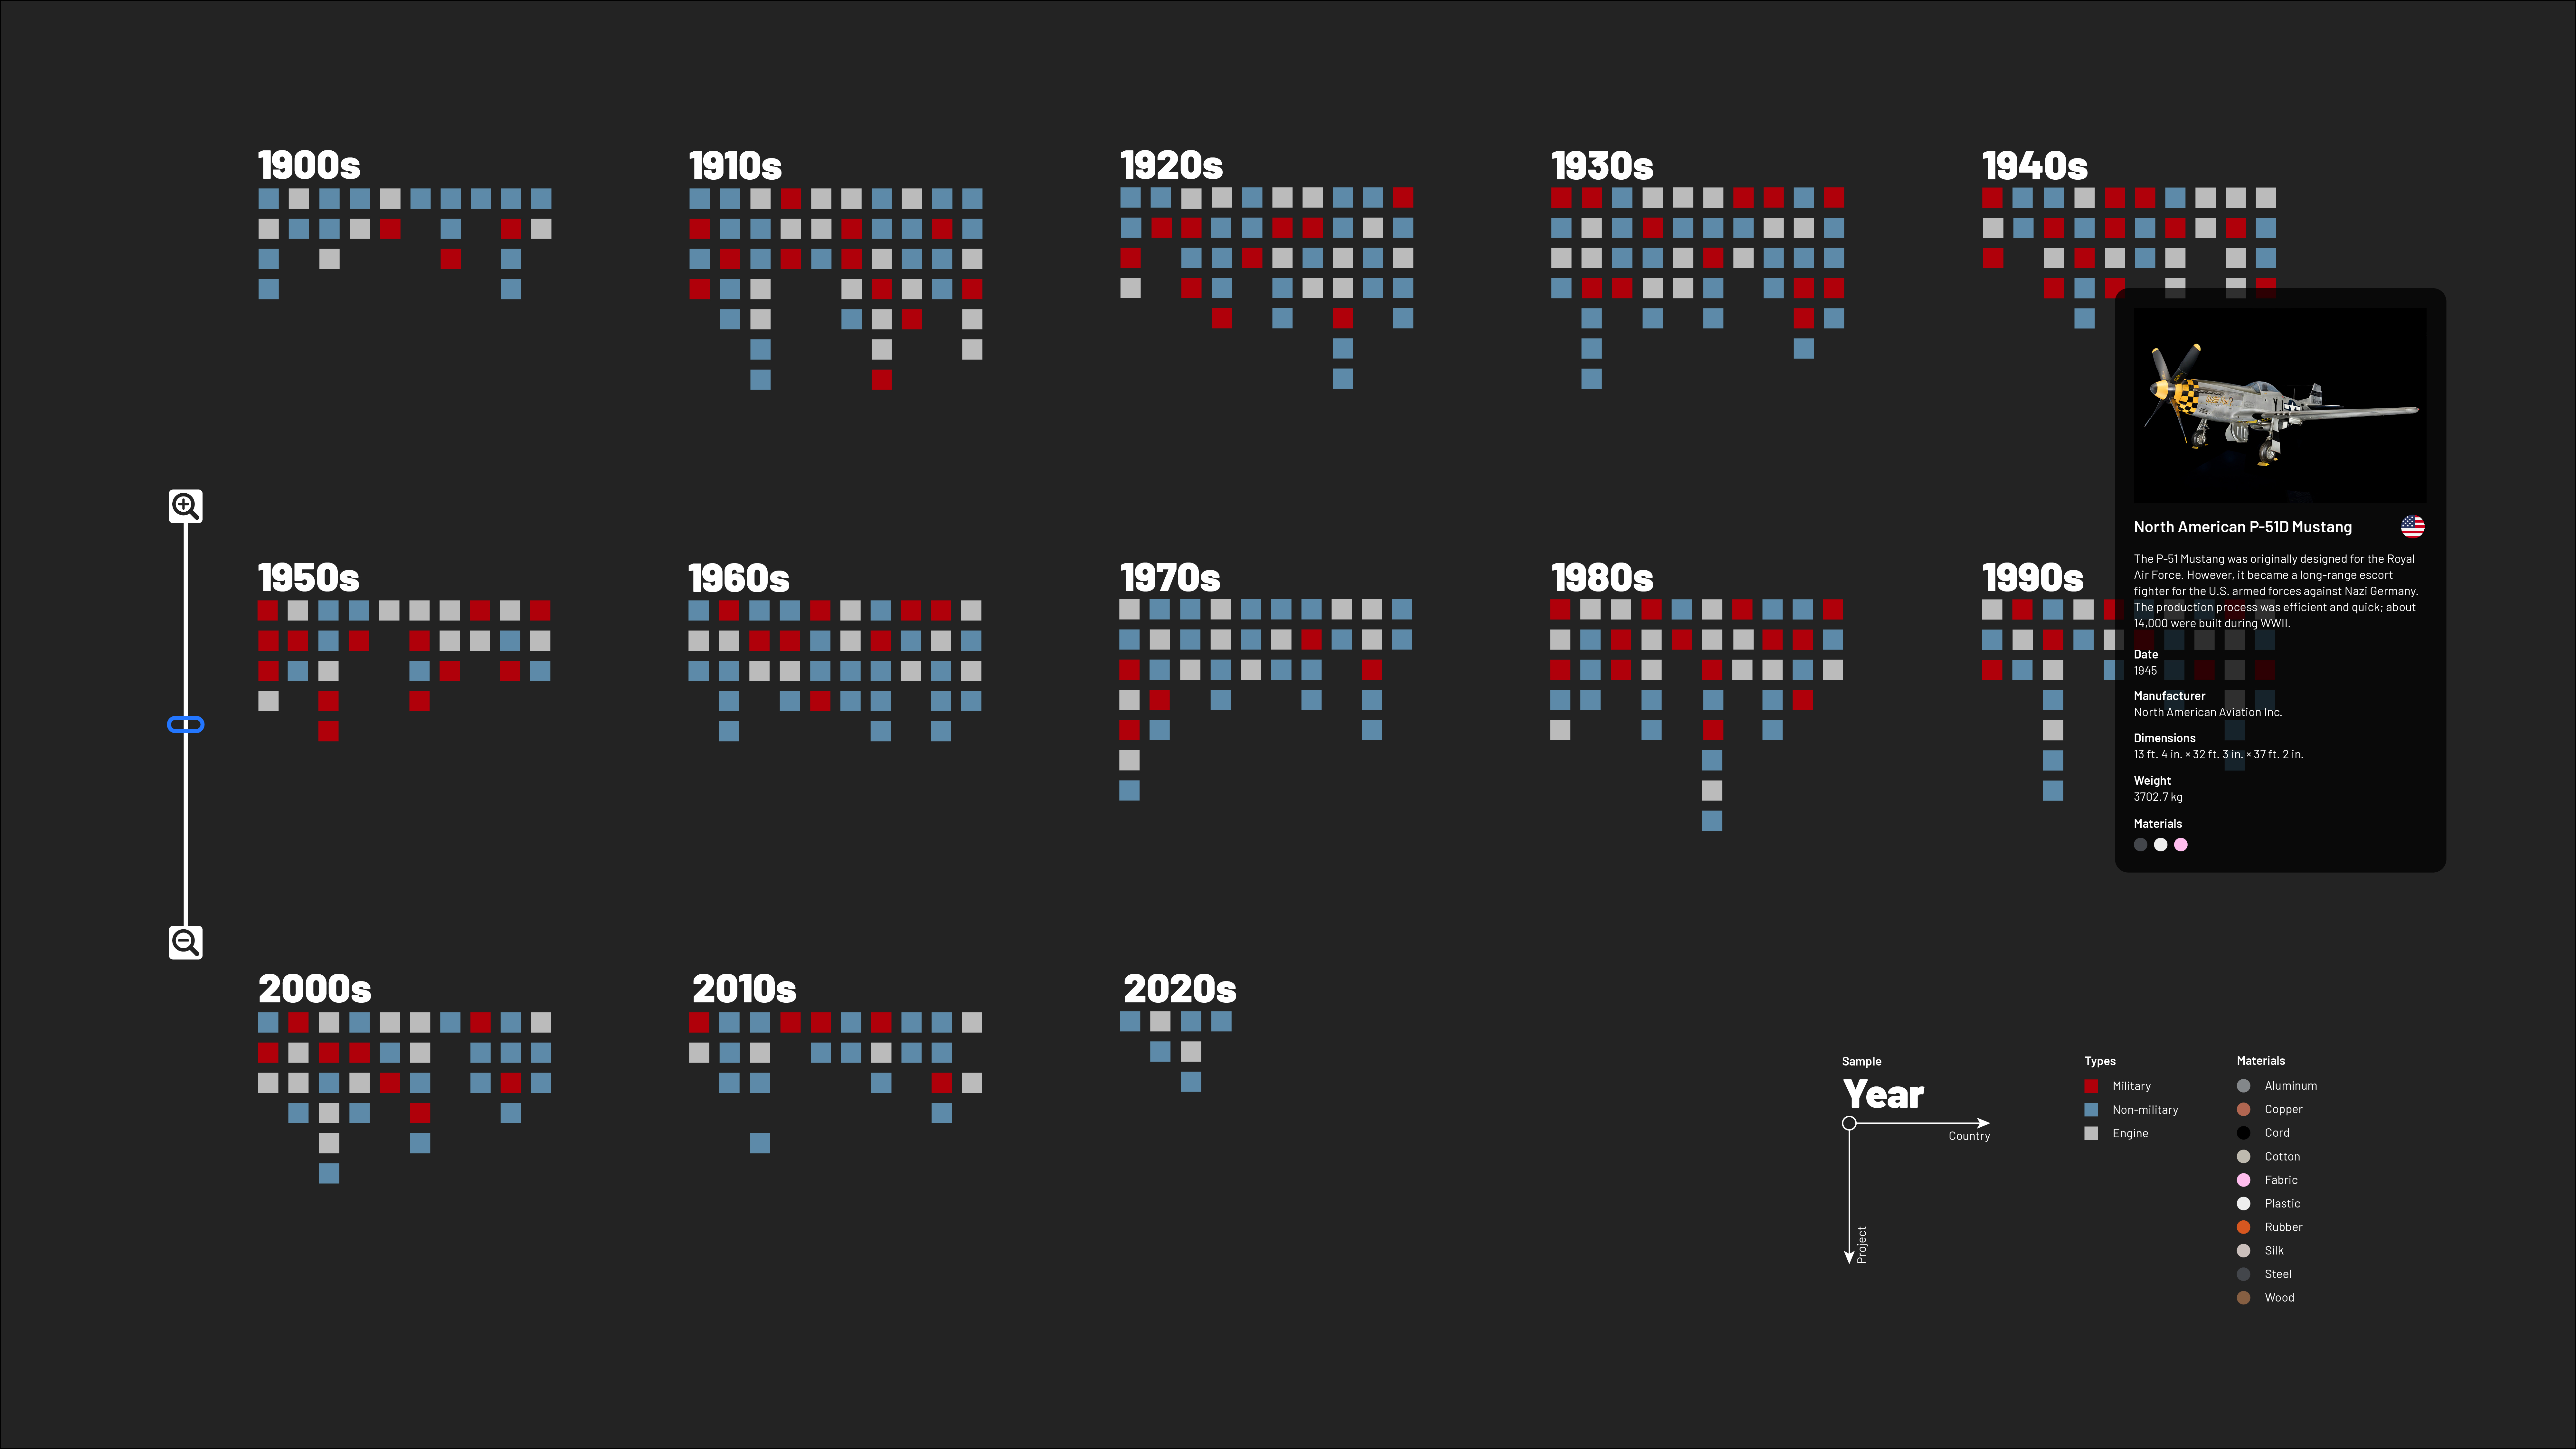 1900s
1910s
1920s
1930s
1940s
North American P-51D Mustang
The P-51 Mustang was originally designed for the Royal
Air Force. However, it became a long-range escort
fighter for the U.S. armed forces against Nazi Germany.
The production process was efficient and quick; about
14,000 were built during WWII.
Date
1945
Manufacturer
North American Aviation Inc.
Dimensions
13 ft. 4 in. × 32 ft. 3 in. × 37 ft. 2 in.
Weight
3702.7 kg
Materials
1950s
1960s
1970s
1980s
1990s
2000s
2010s
2020s
Sample
Year
Country
Project
Types
Military
Non-military
Engine
Materials
Aluminum
Copper
Cord
Cotton
Fabric
Plastic
Rubber
Silk
Steel
Wood